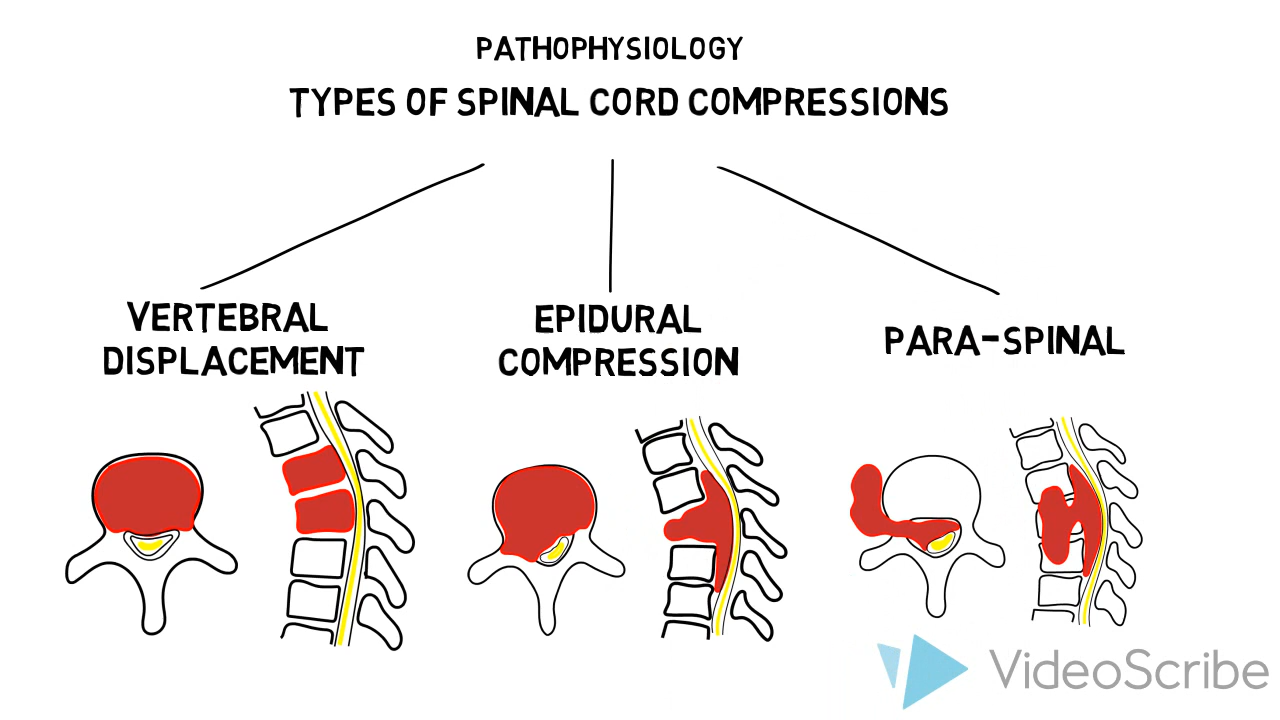 PATHOPHYSIOLOGY
TYPES OF SPINAL CORD COMPRESSIONS
VERTEBRAL
DISPLACEMENT
EPIDURAL
COMPRESSION
PARA-SPINAL
VideoScribe